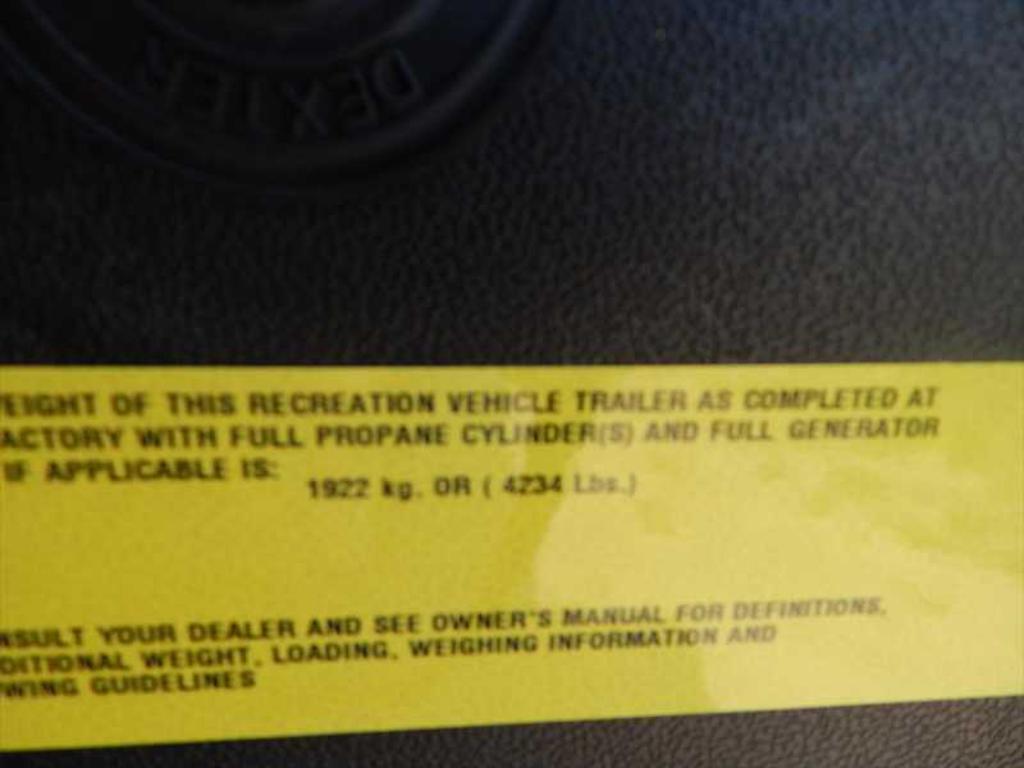 DEXTER
EIGHT OF THIS RECREATION VEHICLE TRAILER AS COMPLETED AT
ACTORY WITH FULL PROPANE CYLINDER(S) AND FULL GENERATOR
IF APPLICABLE IS:
1922 kg. OR ( 4234 Lbs.)
NSULT YOUR DEALER AND SEE OWNER'S MANUAL FOR DEFINITIONS,
DITIONAL WEIGHT, LOADING, WEIGHING INFORMATION AND
WING GUIDELINES